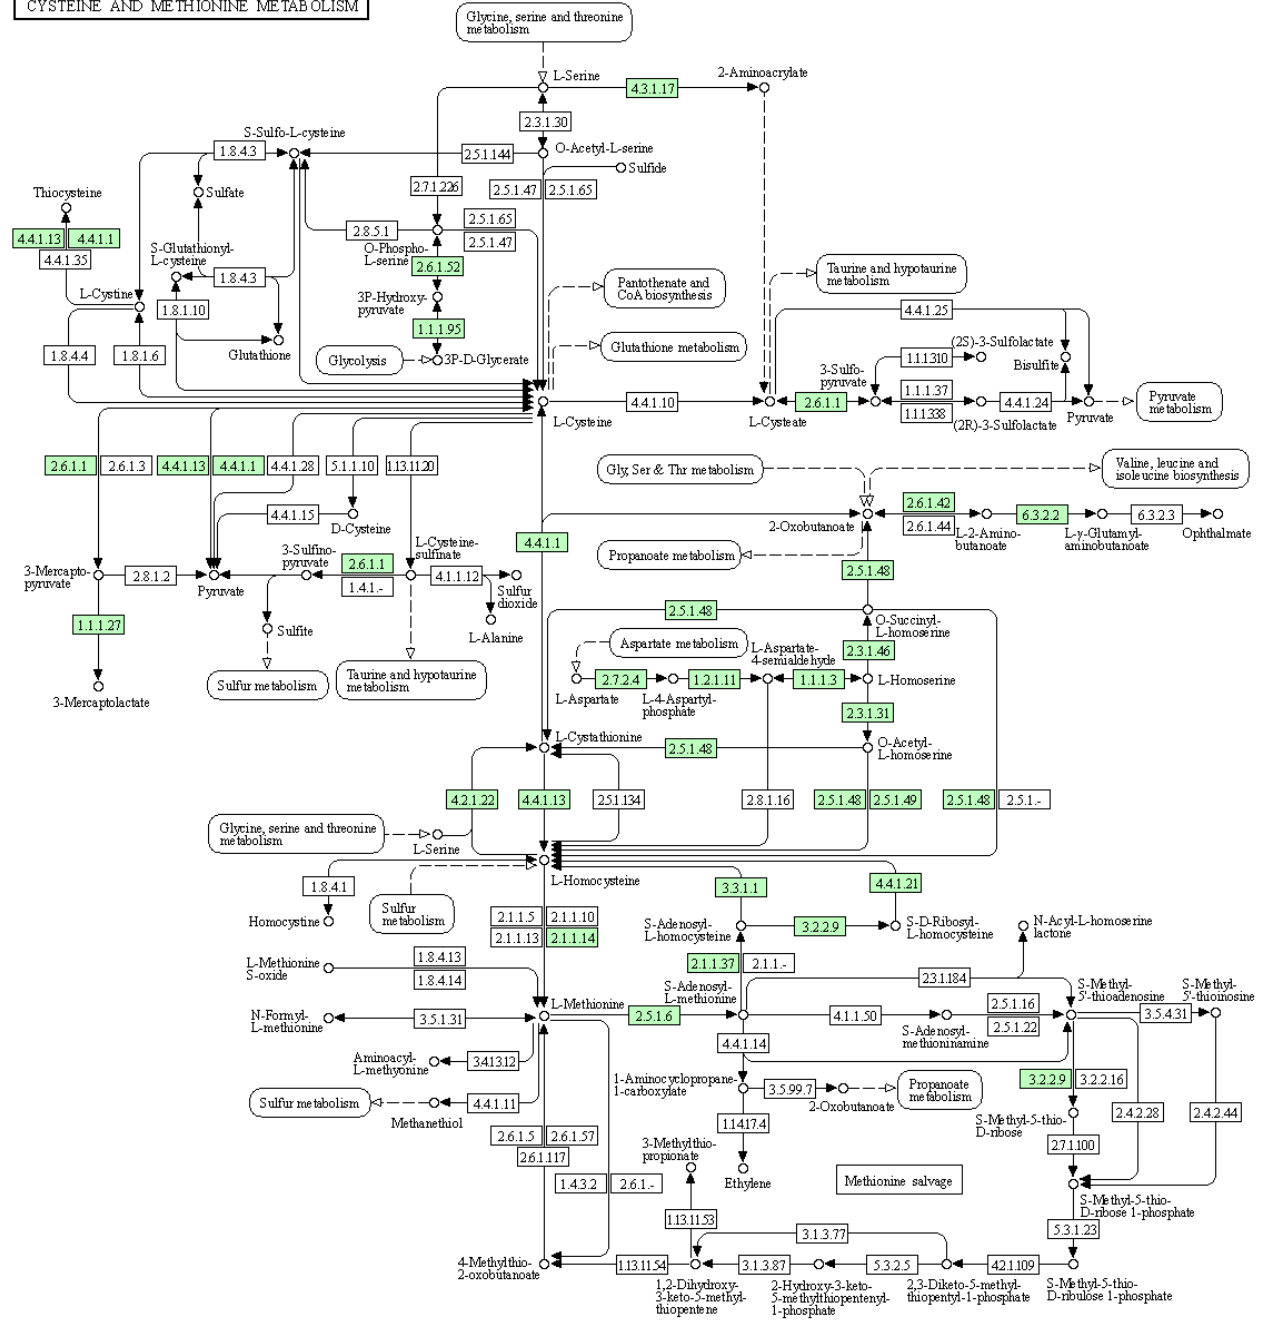 CYSTEINE AND METHIONINE METABOLISM
Glycine, serine and threonine
metabolism
L-Serine
4.3.1.17
2-Aminoacrylate
2.3.1.30
S-Sulfo-L-cysteine
1.8.4.3
2.5.1.144
O-Acetyl-L-serine
Sulfide
Thiocysteine
Sulfate
2.7.1.226
2.5.1.47
2.5.1.65
4.4.1.13
4.4.1.1
4.4.1.35
S-Glutathionyl-
L-cysteine
2.8.5.1
2.5.1.65
2.5.1.47
O-Phospho-
L-serine
1.8.4.3
2.6.1.52
Pantothenate and
CoA biosynthesis
Taurine and hypotaurine
metabolism
L-Cystine
1.8.1.10
3P-Hydroxy-
pyruvate
4.4.1.25
1.8.4.4
1.8.1.6
Glutathione
1.1.1.95
Glycolysis
3P-D-Glycerate
Glutathione metabolism
(2S)-3-Sulfolactate
1.1.1.310
Bisulfite
3-Sulfo-
pyruvate
L-Cysteine
4.4.1.10
L-Cysteate
2.6.1.1
1.1.1.37
1.1.1.338
(2R)-3-Sulfolactate
4.4.1.24
Pyruvate
Pyruvate
metabolism
2.6.1.1
2.6.1.3
4.4.1.13
4.4.1.1
4.4.1.28
5.1.1.10
1.13.11.20
Gly, Ser & Thr metabolism
Valine, leucine and
isoleucine biosynthesis
4.4.1.15
D-Cysteine
2-Oxobutanoate
2.6.1.42
2.6.1.44
L-2-Amino-
butanoate
6.3.2.2
L-γ-Glutamyl-
aminobutanoate
6.3.2.3
Ophthalmate
4.4.1.1
Propanoate metabolism
3-Mercapto-
pyruvate
2.8.1.2
Pyruvate
3-Sulfino-
pyruvate
2.6.1.1
1.4.1.-
L-Cysteine-
sulfinate
4.1.1.12
Sulfur
dioxide
2.5.1.48
1.1.1.27
Sulfite
L-Alanine
2.5.1.48
O-Succinyl-
L-homoserine
Aspartate metabolism
L-Aspartate-
4-semialdehyde
2.3.1.46
3-Mercaptolactate
Sulfur metabolism
Taurine and hypotaurine
metabolism
L-Aspartate
2.7.2.4
L-4-Aspartyl-
phosphate
1.2.1.11
1.1.1.3
L-Homoserine
2.3.1.31
L-Cystathionine
2.5.1.48
O-Acetyl-
L-homoserine
4.2.1.22
4.4.1.13
2.5.1.134
2.8.1.16
2.5.1.48
2.5.1.49
2.5.1.48
2.5.1.-
Glycine, serine and threonine
metabolism
L-Serine
L-Homocysteine
1.8.4.1
Homocystine
Sulfur
metabolism
3.3.1.1
4.4.1.21
2.1.1.5
2.1.1.10
2.1.1.13
2.1.1.14
S-Adenosyl-
L-homocysteine
3.2.2.9
S-D-Ribosyl-
L-homocysteine
N-Acyl-L-homoserine
lactone
L-Methionine
S-oxide
1.8.4.13
1.8.4.14
2.1.1.37
2.1.1.-
2.3.1.184
S-Adenosyl-
L-methionine
S-Methyl-
5'-thioadenosine
S-Methyl-
5'-thioinosine
N-Formyl-
L-methionine
3.5.1.31
L-Methionine
2.5.1.6
4.1.1.50
S-Adenosyl-
methioninamine
2.5.1.16
2.5.1.22
3.5.4.31
4.4.1.14
Aminoacyl-
L-methyonine
3.4.13.12
1-Aminocyclopropane-
1-carboxylate
3.5.99.7
2-Oxobutanoate
Propanoate
metabolism
3.2.2.9
3.2.2.16
Sulfur metabolism
Methanethiol
4.4.1.11
S-Methyl-5-thio-
D-ribose
2.4.2.28
2.4.2.44
1.14.17.4
2.6.1.5
2.6.1.57
2.6.1.117
3-Methylthio-
propionate
2.7.1.100
1.4.3.2
2.6.1.-
Ethylene
Methionine salvage
S-Methyl-5-thio-
D-ribose 1-phosphate
1.13.11.53
3.1.3.77
5.3.1.23
4-Methylthio-
2-oxobutanoate
1.13.11.54
1,2-Dihydroxy-
3-keto-5-methyl-
thiopentene
3.1.3.87
2-Hydroxy-3-keto-
5-methylthiopentenyl-
1-phosphate
5.3.2.5
2,3-Diketo-5-methyl-
thiopentyl-1-phosphate
4.2.1.109
S-Methyl-5-thio-
D-ribulose 1-phosphate